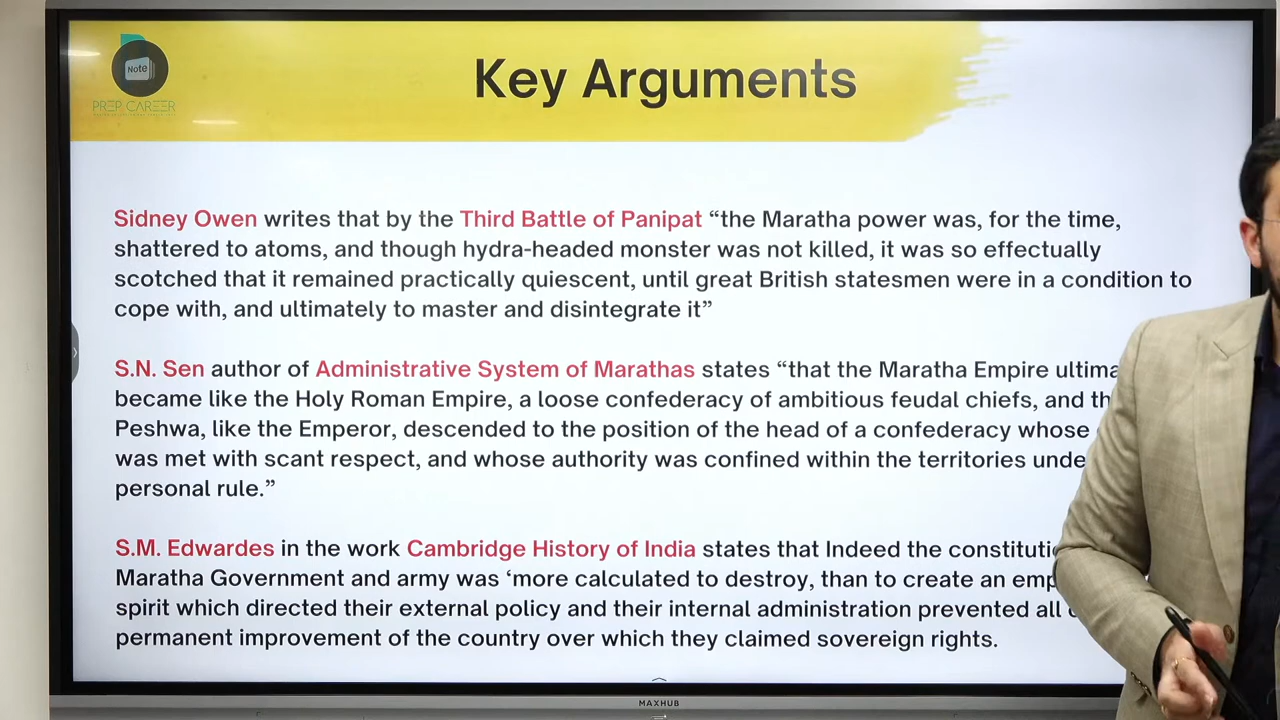 Note
PREP CAREER
Key Arguments
Sidney Owen writes that by the Third Battle of Panipat “the Maratha power was, for the time,
shattered to atoms, and though hydra-headed monster was not killed, it was so effectually
scotched that it remained practically quiescent, until great British statesmen were in a condition to
cope with, and ultimately to master and disintegrate it”
S.N. Sen author of Administrative System of Marathas states “that the Maratha Empire
became like the Holy Roman Empire, a loose confederacy of ambitious feudal chiefs, and
Peshwa, like the Emperor, descended to the position of the head of a confederacy whose
was met with scant respect, and whose authority was confined within the territories
personal rule.”
S.M. Edwardes in the work Cambridge History of India states that Indeed the
Maratha Government and army was ‘more calculated to destroy, than to create an
spirit which directed their external policy and their internal administration prevented all
permanent improvement of the country over which they claimed sovereign rights.
MAXHUB